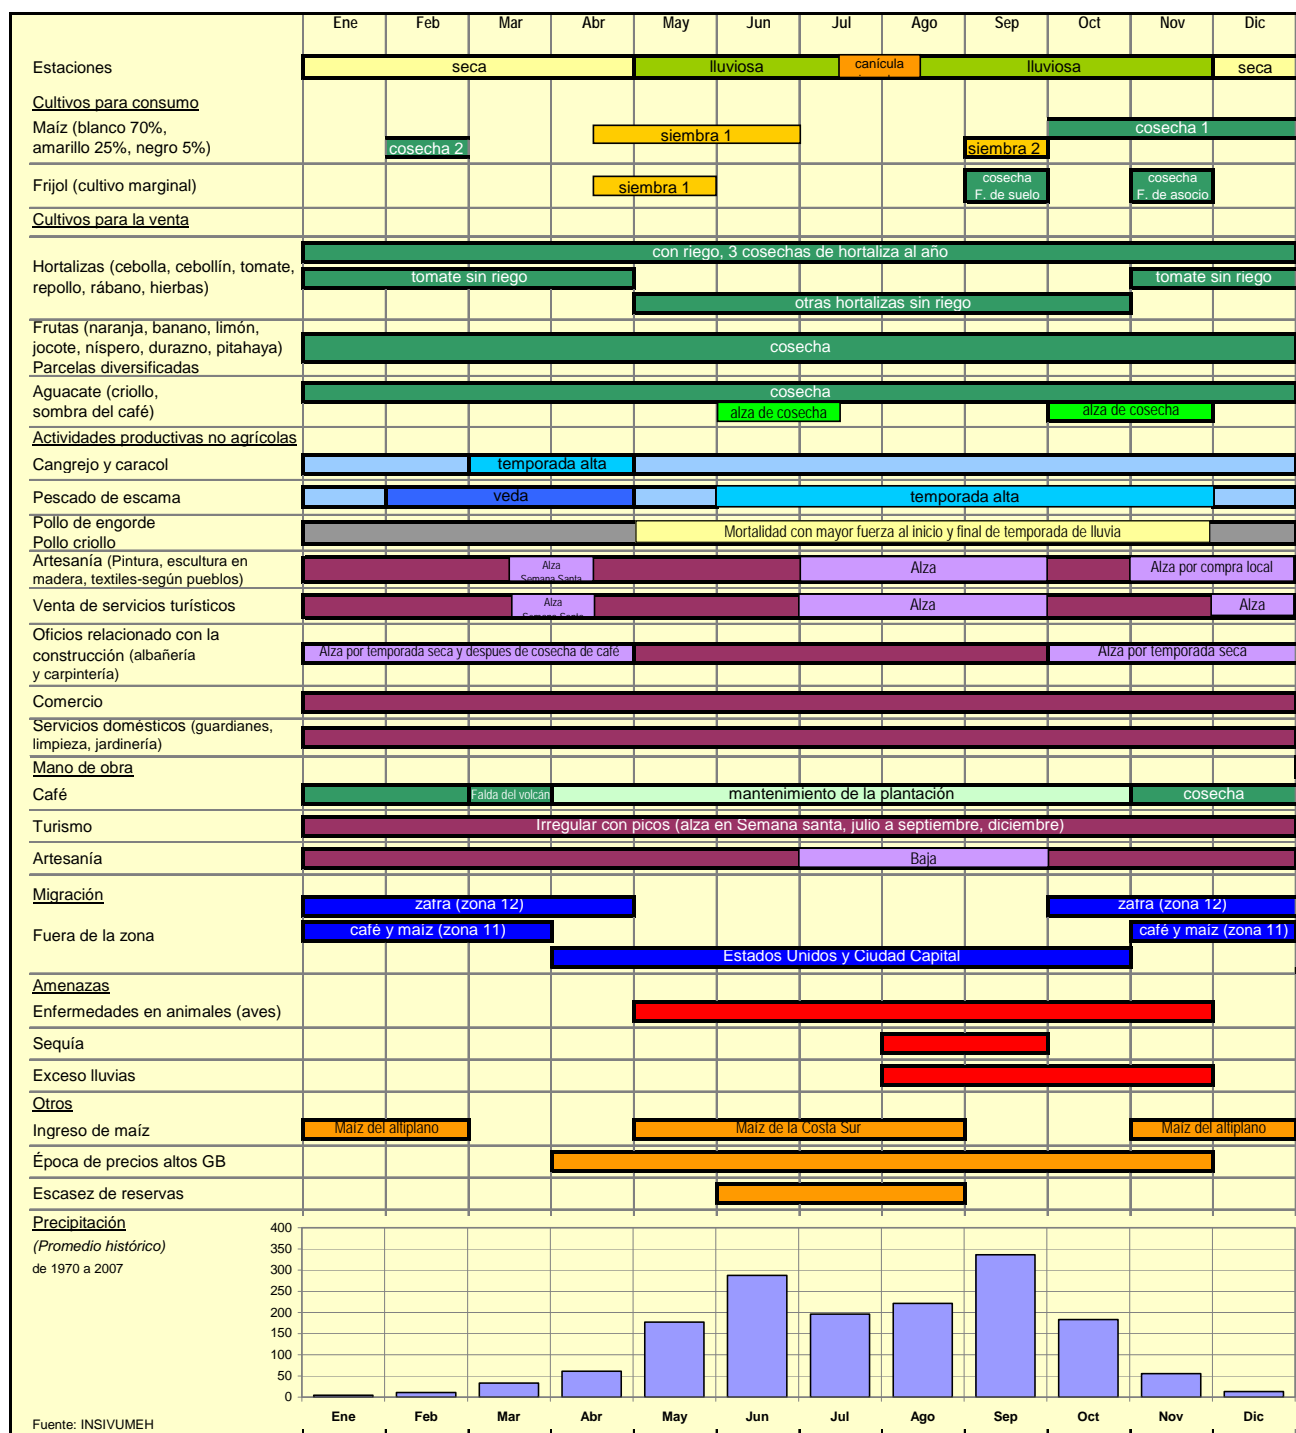 Ene Feb Mar Abr May Jun Jul Ago Sep Oct Nov Dic
Estaciones
seca lluviosa canícula lluviosa seca
Cultivos para consumo
Maíz (blanco 70%,
amarillo 25%, negro 5%)
siembra 1 cosecha 1
cosecha 2 siembra 2
Frijol (cultivo marginal)
siembra 1
cosecha
F. de suelo
cosecha
F. de asocio
Cultivos para la venta
Hortalizas (cebolla, cebollín, tomate,
repollo, rábano, hierbas)
con riego, 3 cosechas de hortaliza al año
tomate sin riego tomate sin riego
otras hortalizas sin riego
Frutas (naranja, banano, limón,
jocote, níspero, durazno, pitahaya)
Parcelas diversificadas
cosecha
Aguacate (criollo,
sombra del café)
cosecha
alza de cosecha alza de cosecha
Actividades productivas no agrícolas
Cangrejo y caracol
temporada alta
Pescado de escama
veda temporada alta
Pollo de engorde
Pollo criollo
Mortalidad con mayor fuerza al inicio y final de temporada de lluvia
Artesanía (Pintura, escultura en
madera, textiles-según pueblos)
Alza
Semana Santa
Alza Alza por compra local
Venta de servicios turísticos
Alza
Semana Santa
Alza Alza
Oficios relacionado con la
construcción (albañería
y carpintería)
Alza por temporada seca y despues de cosecha de café Alza por temporada seca
Comercio
Servicios domésticos (guardianes,
limpieza, jardinería)
Mano de obra
Café
Falda del volcán mantenimiento de la plantación cosecha
Turismo
Irregular con picos (alza en Semana santa, julio a septiembre, diciembre)
Artesanía
Baja
Migración
zafra (zona 12) zafra (zona 12)
Fuera de la zona
café y maíz (zona 11) café y maíz (zona 11)
Estados Unidos y Ciudad Capital
Amenazas
Enfermedades en animales (aves)
Sequía
Exceso lluvias
Otros
Ingreso de maíz
Maíz del altiplano Maíz de la Costa Sur Maíz del altiplano
Época de precios altos GB
Escasez de reservas
Precipitación
(Promedio histórico)
de 1970 a 2007
400
350
300
250
200
150
100
50
0
Ene Feb Mar Abr May Jun Jul Ago Sep Oct Nov Dic
Fuente: INSIVUMEH